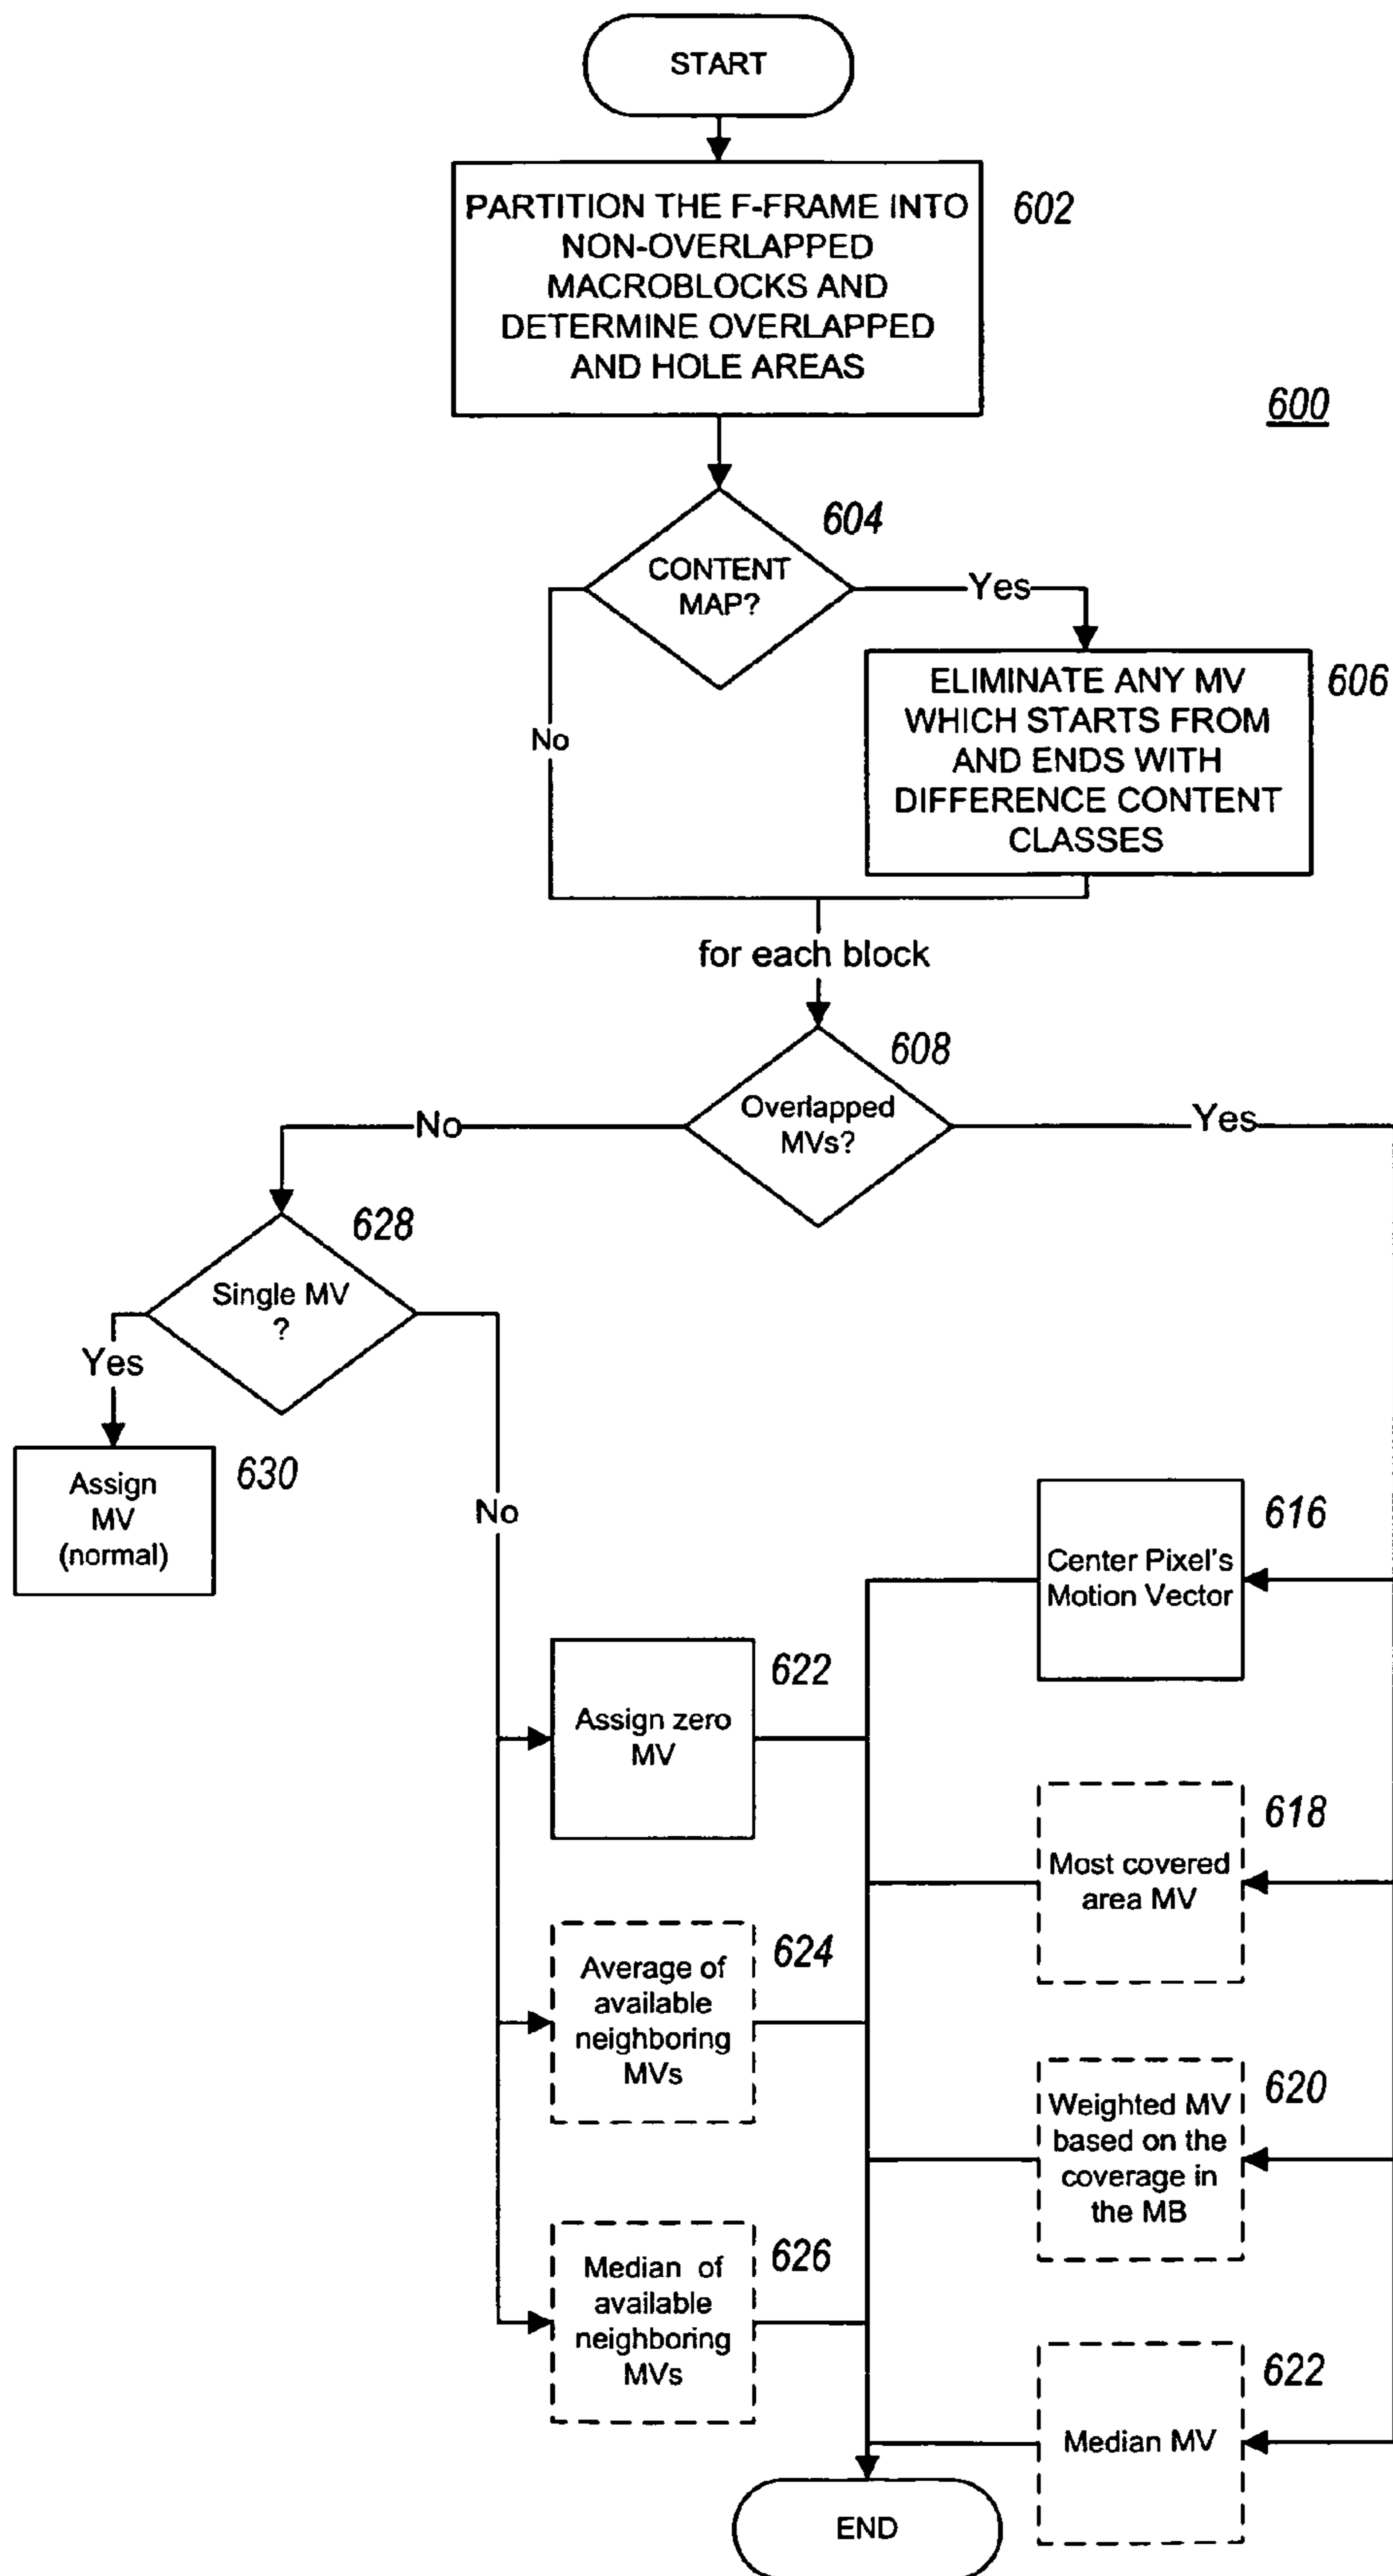 START
PARTITION THE F-FRAME INTO
NON-OVERLAPPED
MACROBLOCKS AND
DETERMINE OVERLAPPED
AND HOLE AREAS
602
600
604
CONTENT
MAP?
Yes
No
ELIMINATE ANY MV
WHICH STARTS FROM
AND ENDS WITH
DIFFERENCE CONTENT
CLASSES
606
for each block
608
Overlapped
MVs?
No
Yes
628
Single MV
?
Yes
No
Assign
MV
(normal)
630
Center Pixel's
Motion Vector
616
Assign zero
MV
622
Most covered
area MV
618
Average of
available
neighboring
MVs
624
Weighted MV
based on the
coverage in
the MB
620
Median of
available
neighboring
MVs
626
Median MV
622
END